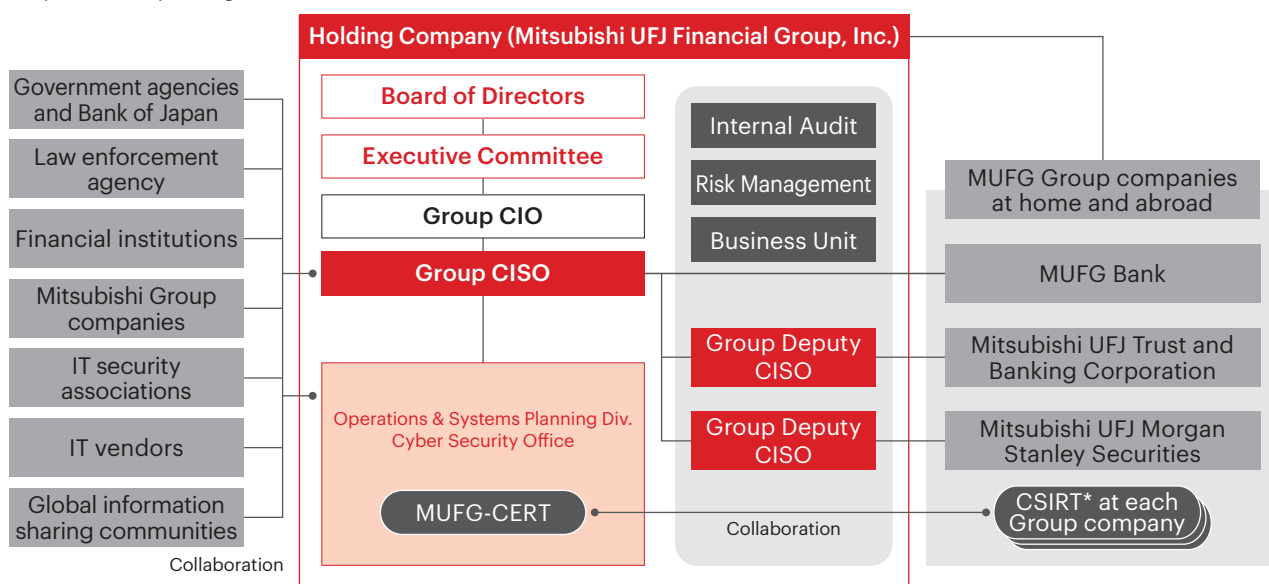 Holding Company (Mitsubishi UFJ Financial Group, Inc.)
Government agencies
and Bank of Japan
Law enforcement
agency
Financial institutions
Mitsubishi Group
companies
IT security
associations
IT vendors
Global information
sharing communities
Collaboration
Board of Directors
Executive Committee
Group CIO
Group CISO
Operations & Systems Planning Div.
Cyber Security Office
MUFG-CERT
Internal Audit
Risk Management
Business Unit
Group Deputy
CISO
Group Deputy
CISO
Collaboration
MUFG Group companies
at home and abroad
MUFG Bank
Mitsubishi UFJ Trust and
Banking Corporation
Mitsubishi UFJ Morgan
Stanley Securities
CSIRT* at each
Group company